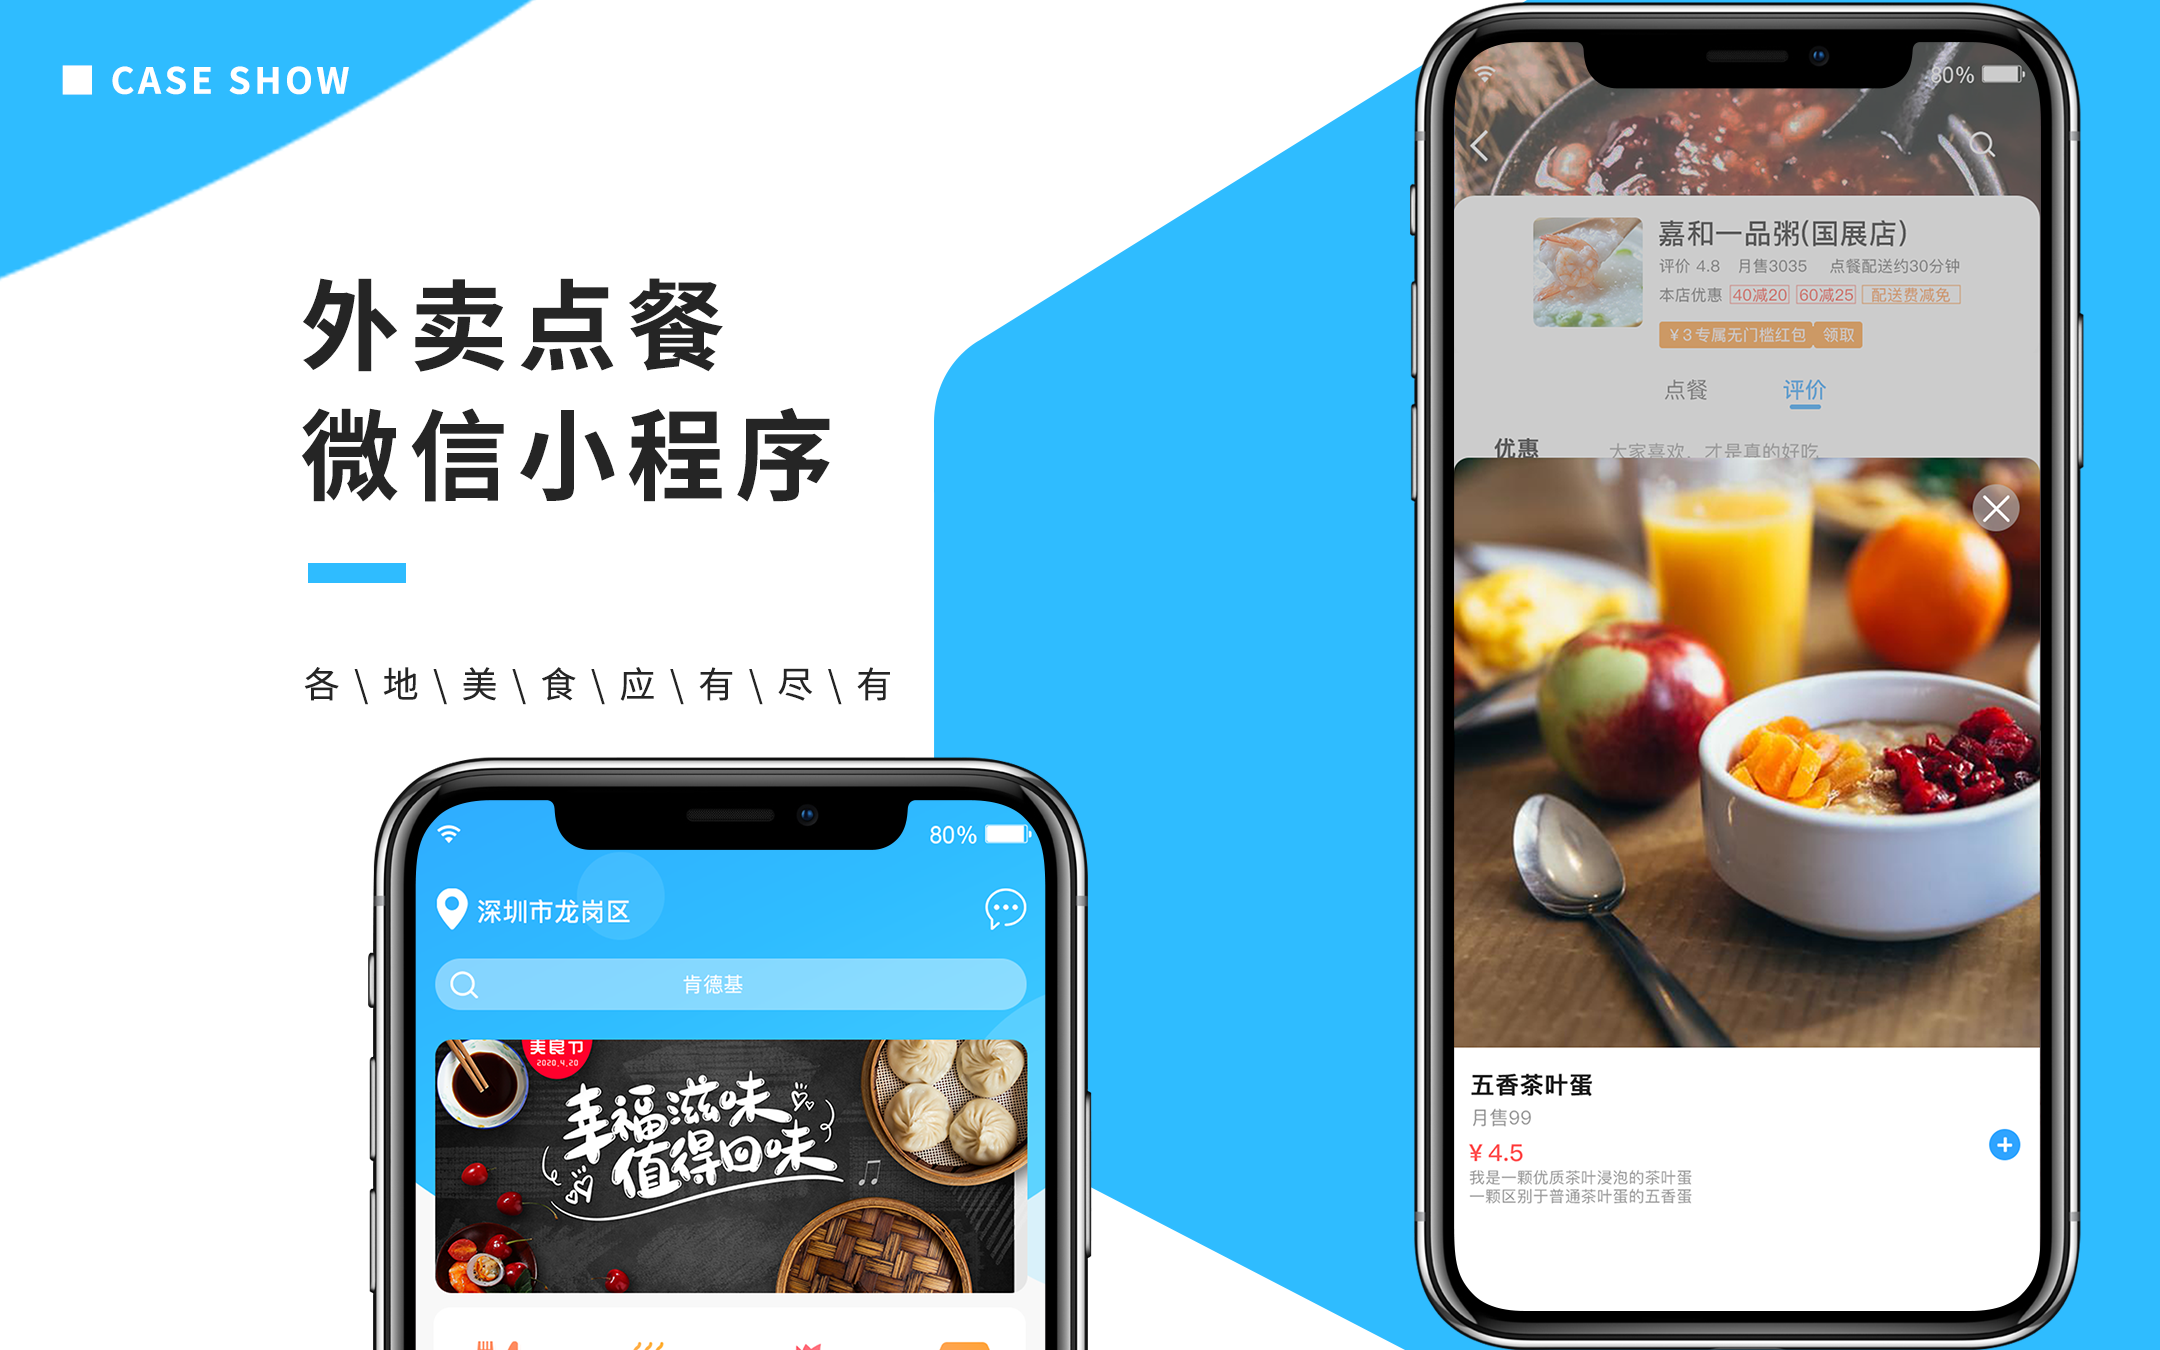 CASE SHOW
外卖点餐
微信小程序
各\地\美\食\应\有\尽\有
80%
深圳市龙岗区
肯德基
美食节
2020.4.20
幸福滋味
值得回味
80%
嘉和一品粥(国展店)
评价 4.8 月售3035 点餐配送约30分钟
本店优惠 40减20 60减25 配送费减免
¥3专属无门槛红包 领取
点餐 评价
优惠 大家喜欢，才是真的好吃
五香茶叶蛋
月售99
¥ 4.5
我是一颗优质茶叶浸泡的茶叶蛋
一颗区别于普通茶叶蛋的五香蛋